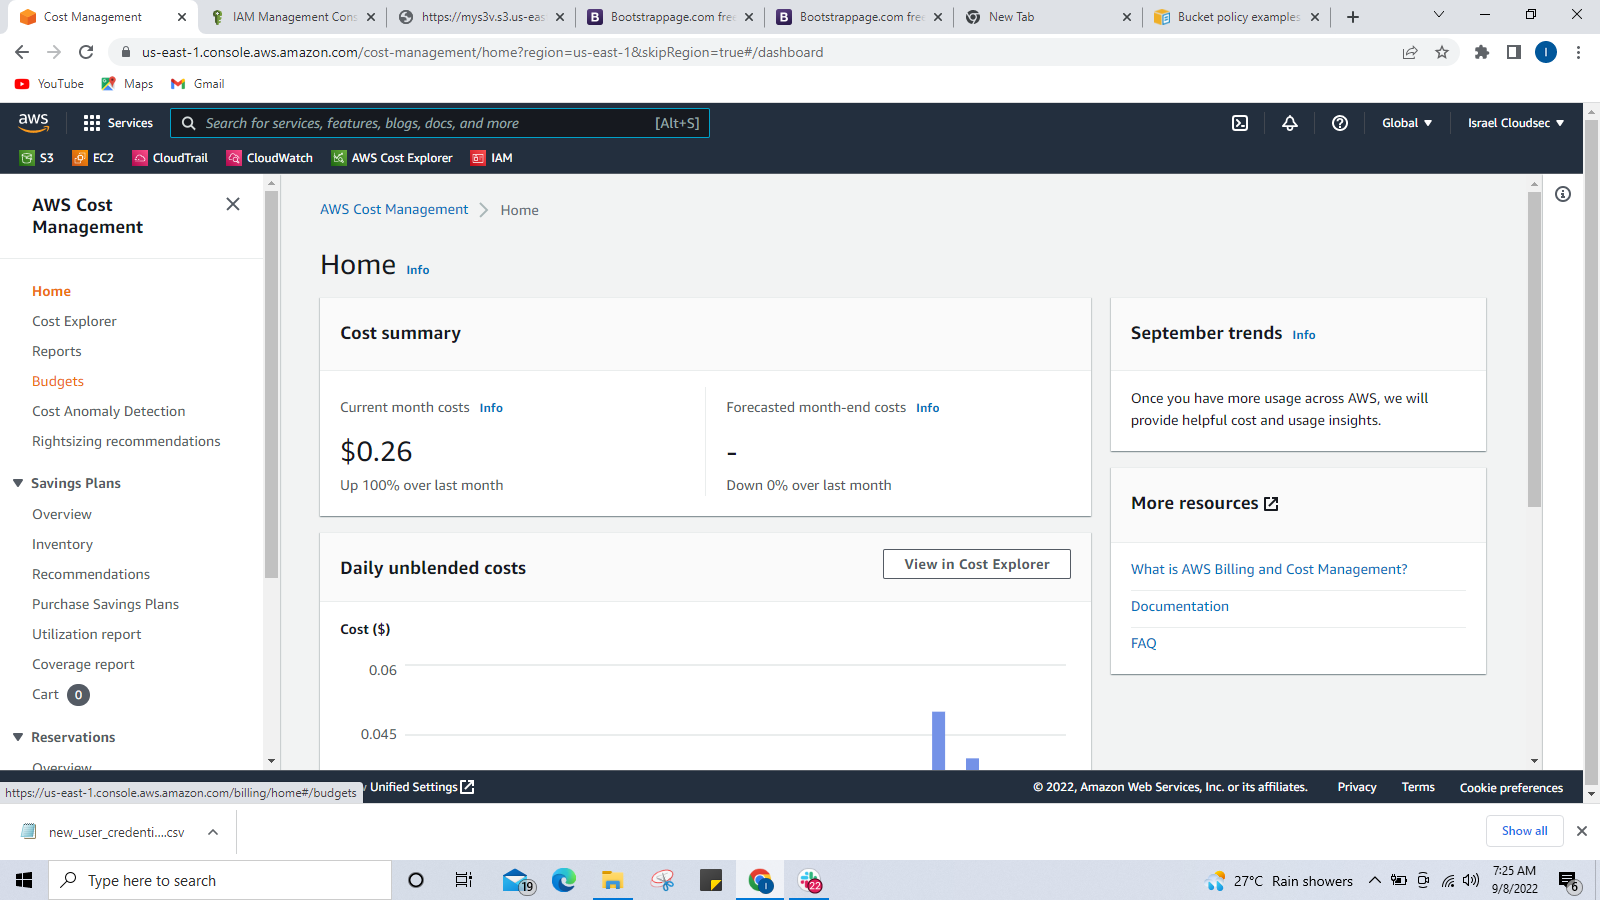 Cost Management
IAM Management Cons
https://mys3v.s3.us-eas
Bootstrappage.com free
Bootstrappage.com free
New Tab
Bucket policy examples
us-east-1.console.aws.amazon.com/cost-management/home?region=us-east-1&skipRegion=true#/dashboard
I
YouTube
Maps
Gmail
aws
Services
Search for services, features, blogs, docs, and more
[Alt+S]
Global
Israel Cloudsec
S3
EC2
CloudTrail
CloudWatch
AWS Cost Explorer
IAM
AWS Cost
Management
Home
Cost Explorer
Reports
Budgets
Cost Anomaly Detection
Rightsizing recommendations
Savings Plans
Overview
Inventory
Recommendations
Purchase Savings Plans
Utilization report
Coverage report
Cart 0
Reservations
Overview
AWS Cost Management
Home
Home Info
Cost summary
Current month costs Info
$0.26
Up 100% over last month
Forecasted month-end costs Info
-
Down 0% over last month
Daily unblended costs
View in Cost Explorer
Cost ($)
0.06
0.045
September trends Info
Once you have more usage across AWS, we will
provide helpful cost and usage insights.
More resources
What is AWS Billing and Cost Management?
Documentation
FAQ
https://us-east-1.console.aws.amazon.com/billing/home#/budgets
Unified Settings
© 2022, Amazon Web Services, Inc. or its affiliates.
Privacy
Terms
Cookie preferences
new_user_credenti....csv
Show all
Type here to search
19
I
22
27°C Rain showers
7:25 AM
9/8/2022
6